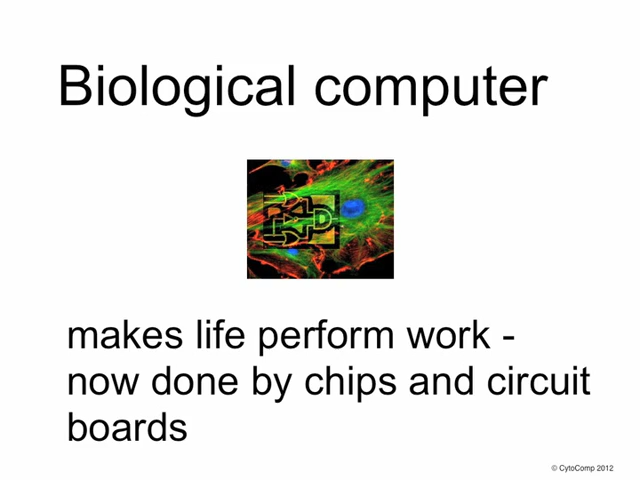 Biological computer
makes life perform work -
now done by chips and circuit
boards
© CytoComp 2012